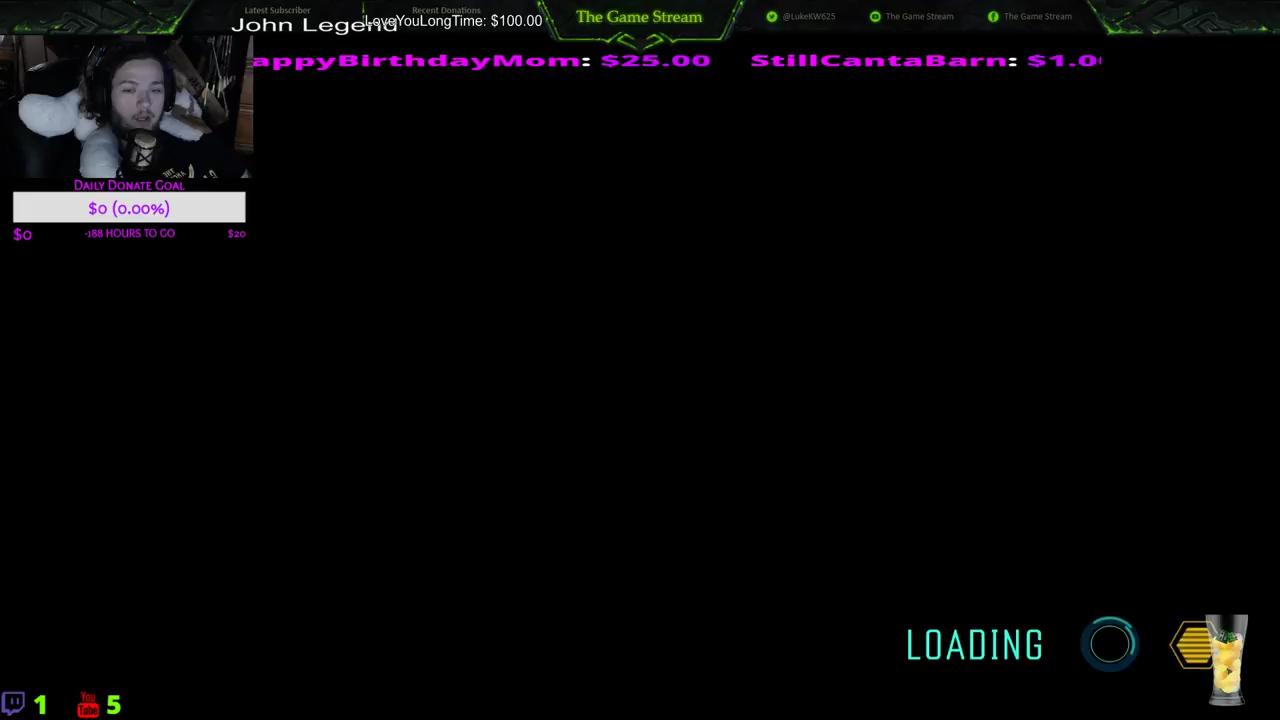 Latest Subscriber
John Legend
Recent Donations
LoveYouLongTime: $100.00
The Game Stream
@LukeKW625
The Game Stream
The Game Stream
appyBirthdayMom: $25.00 StillCantaBarn: $1.0
Daily Donate Goal
$0 (0.00%)
$0 -188 HOURS TO GO $20
LOADING
1 You Tube 5